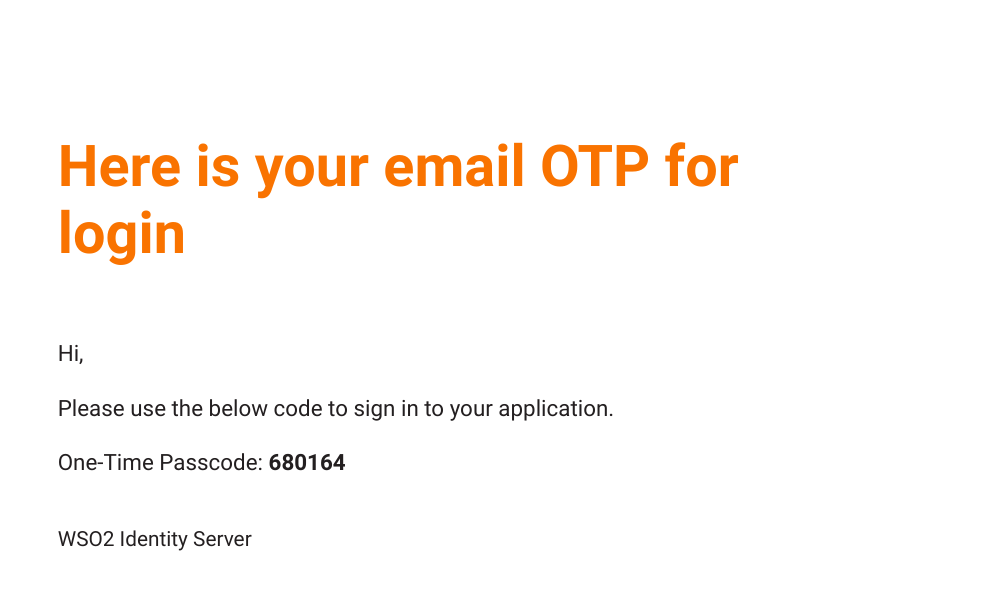 Here is your email OTP for
login
Hi,
Please use the below code to sign in to your application.
One-Time Passcode: 680164
WSO2 Identity Server